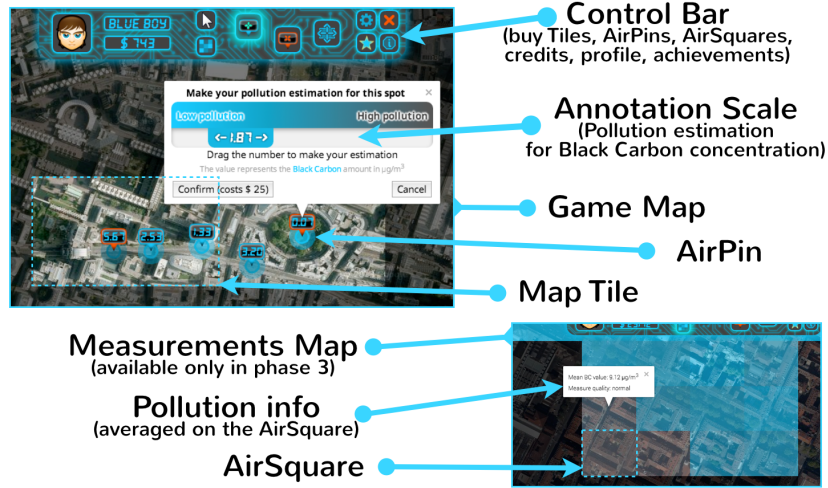 BLUE BOY
$ 743
Control Bar
(buy Tiles, AirPins, AirSquares,
credits, profile, achievements)
Make your pollution estimation for this spot ×
Low pollution
High pollution
<- 1.87 ->
Drag the number to make your estimation
The value represents the Black Carbon amount in µg/m³
Confirm (costs $ 25)
Cancel
Annotation Scale
(Pollution estimation
for Black Carbon concentration)
Game Map
5.67
2.53
1.33
3.20
0.07
AirPin
Map Tile
Measurements Map
(available only in phase 3)
Mean BC value: 9.12 µg/m³ ×
Measure quality: normal
Pollution info
(averaged on the AirSquare)
AirSquare